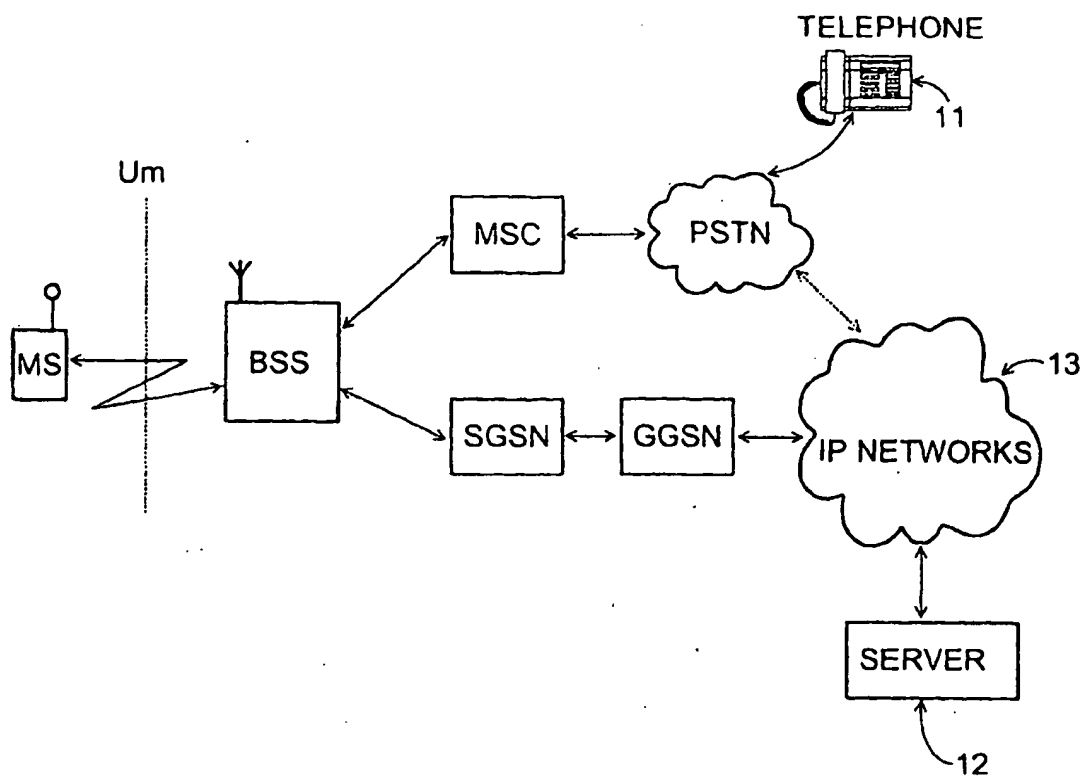 TELEPHONE
11
Um
MSC
PSTN
MS
BSS
13
SGSN
GGSN
IP NETWORKS
SERVER
12